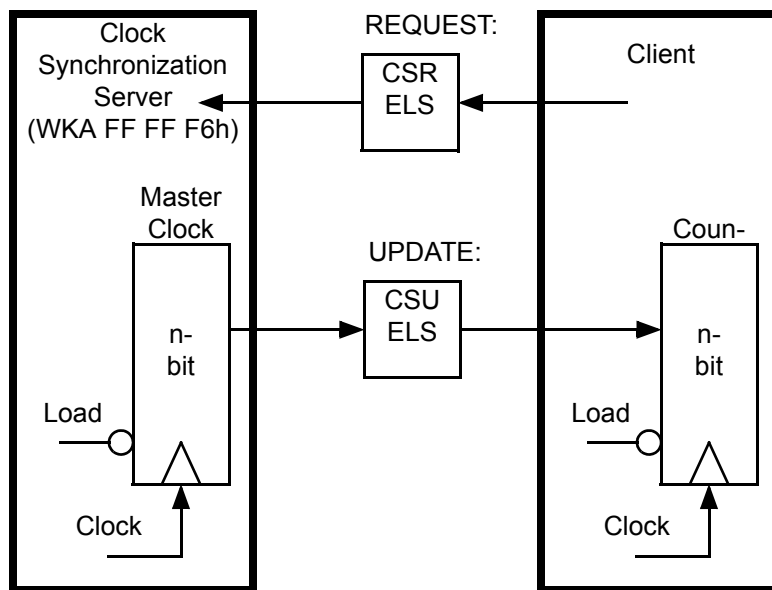 Clock
Synchronization
Server
(WKA FF FF F6h)
REQUEST:
CSR
ELS
Client
Master
Clock
n-
bit
Load
Clock
UPDATE:
CSU
ELS
Coun-
n-
bit
Load
Clock